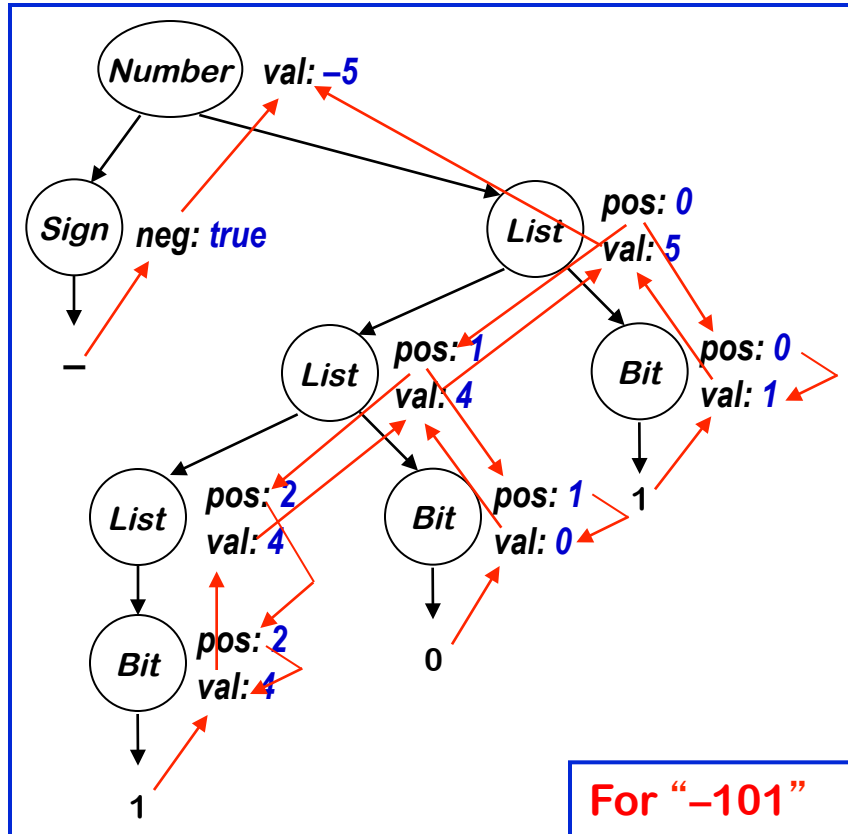 Number val: –5
Sign neg: true
–
List pos: 0
val: 5
List pos: 1
val: 4
Bit pos: 0
val: 1
1
List pos: 2
val: 4
Bit pos: 1
val: 0
0
Bit pos: 2
val: 4
1
For “–101”